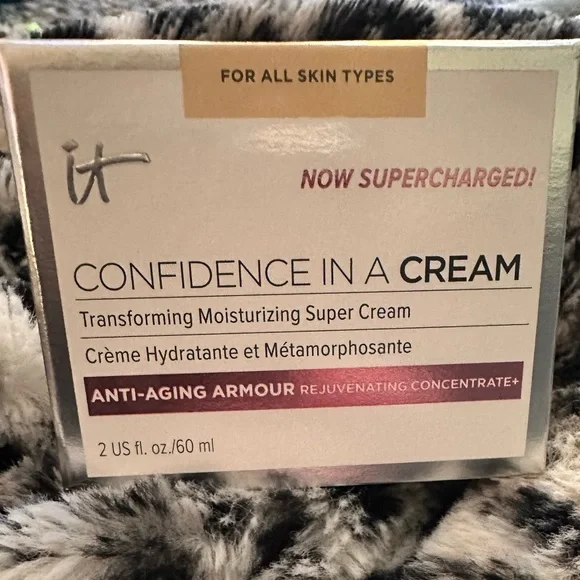 FOR ALL SKIN TYPES
it
NOW SUPERCHARGED!
CONFIDENCE IN A CREAM
Transforming Moisturizing Super Cream
Crème Hydratante et Métamorphosante
ANTI-AGING ARMOUR REJUVENATING CONCENTRATE+
2 US fl. oz./60 ml